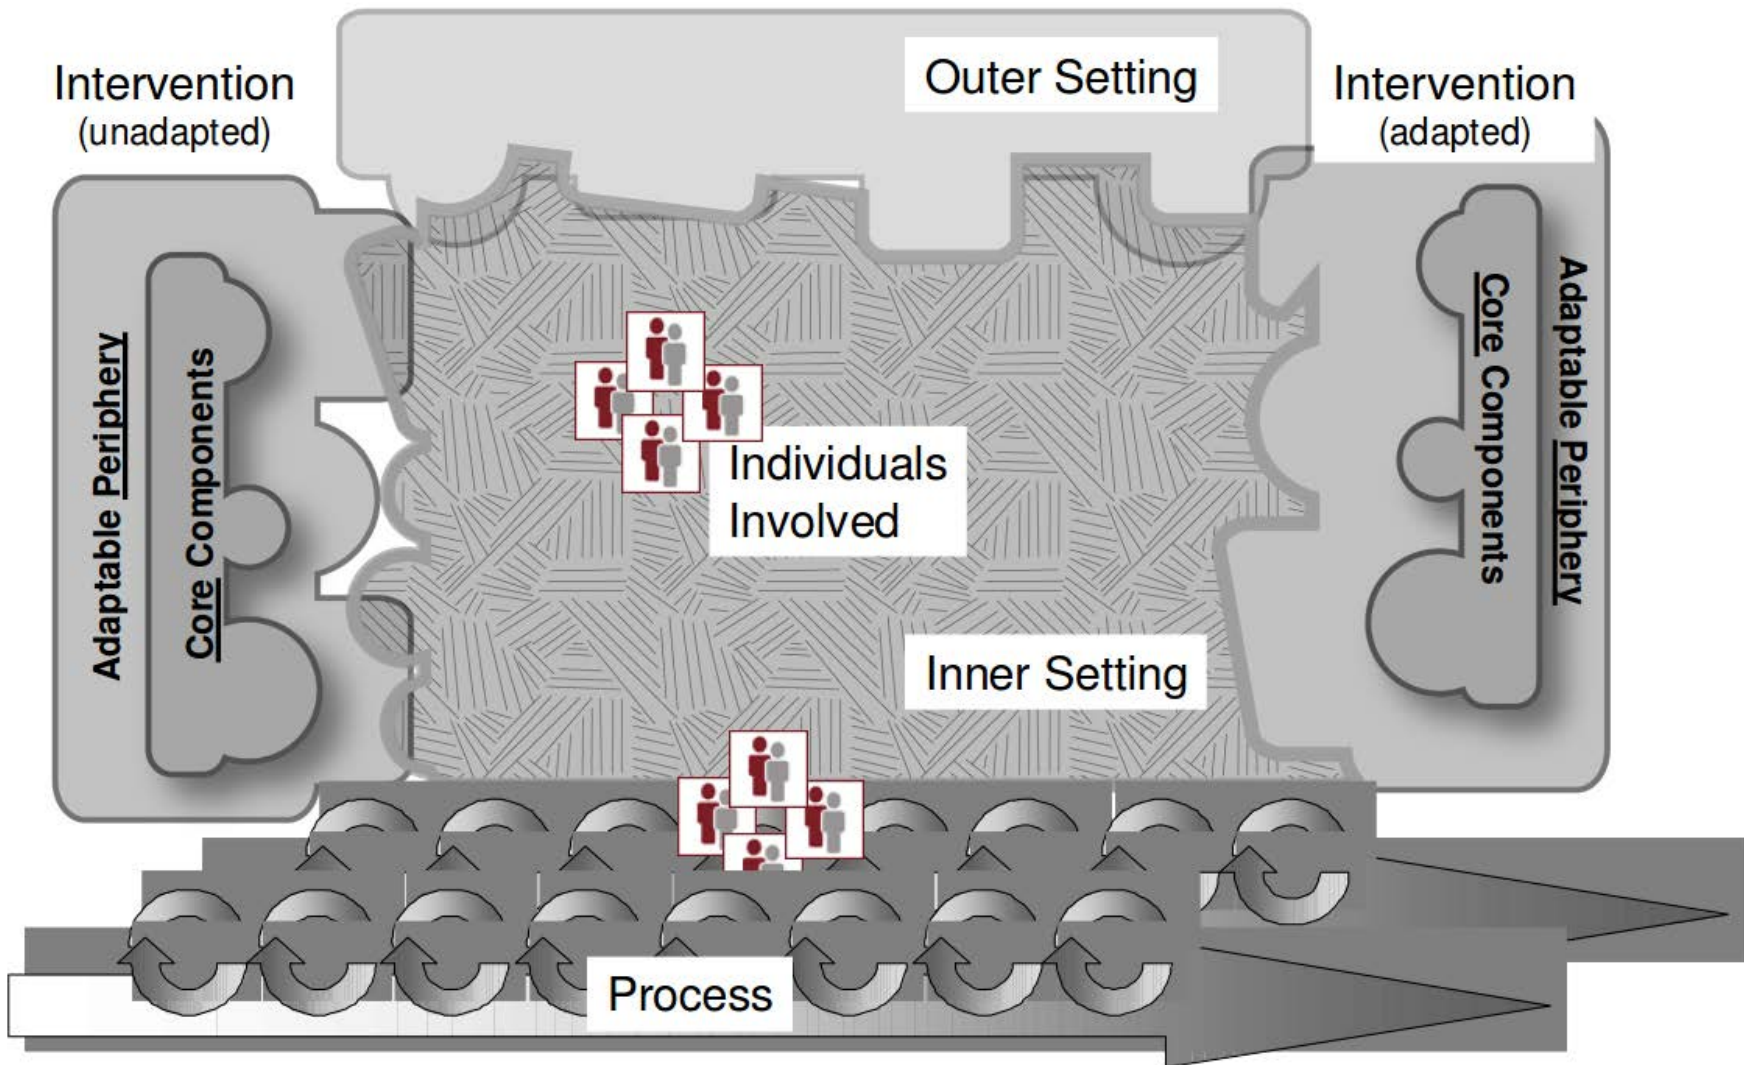 Intervention
(unadapted)
Outer Setting
Intervention
(adapted)
Adaptable Periphery
Core Components
Individuals
Involved
Inner Setting
Core Components
Adaptable Periphery
Process